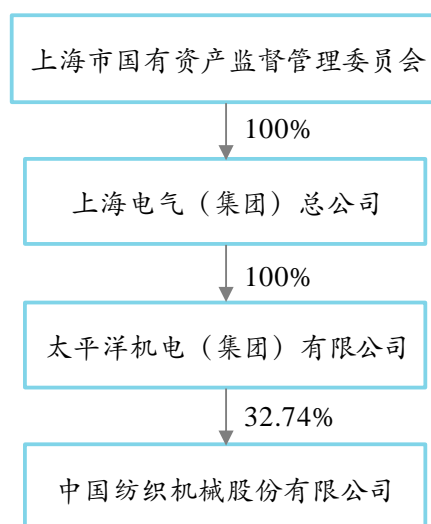 上海市国有资产监督管理委员会
100%
上海电气（集团）总公司
100%
太平洋机电（集团）有限公司
32.74%
中国纺织机械股份有限公司